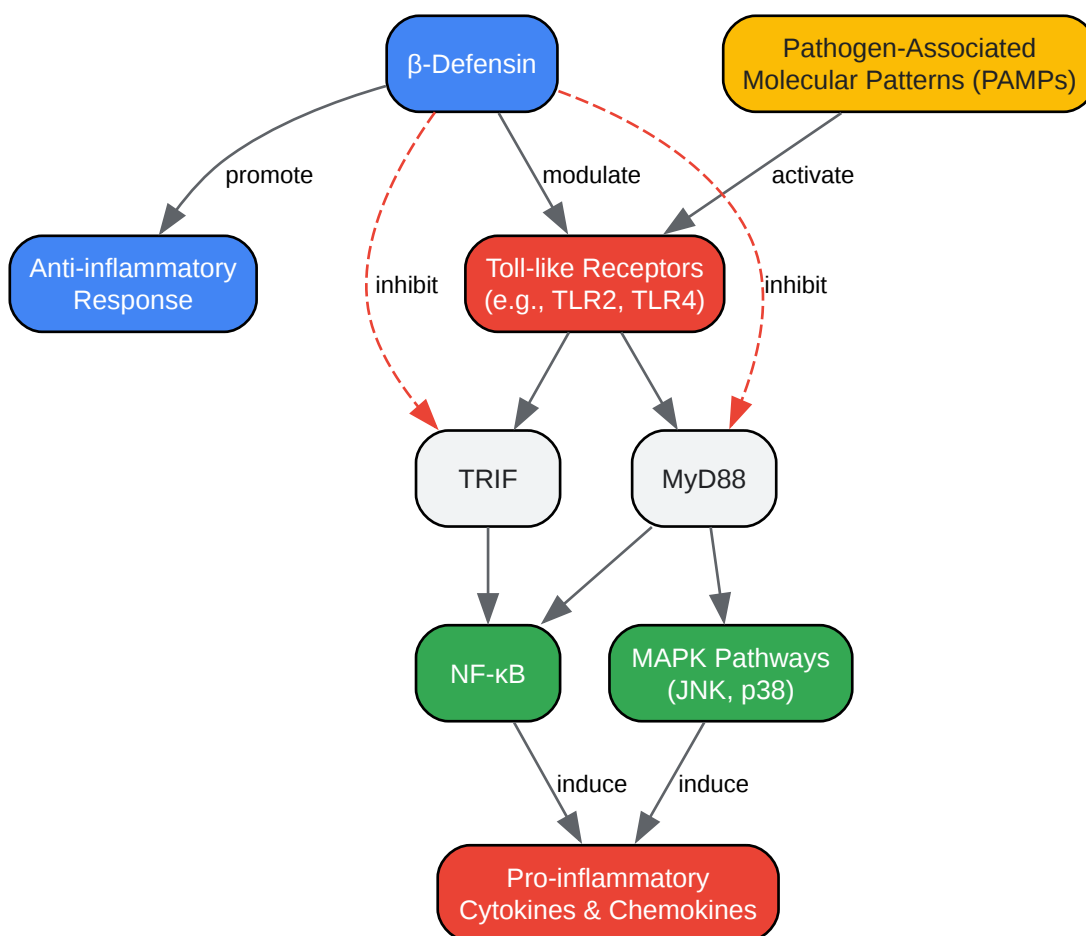 β-Defensin
Pathogen-Associated
Molecular Patterns (PAMPs)
promote
modulate
activate
Anti-inflammatory
Response
inhibit
Toll-like Receptors
(e.g., TLR2, TLR4)
inhibit
TRIF
MyD88
NF-κB
MAPK Pathways
(JNK, p38)
induce
induce
Pro-inflammatory
Cytokines & Chemokines